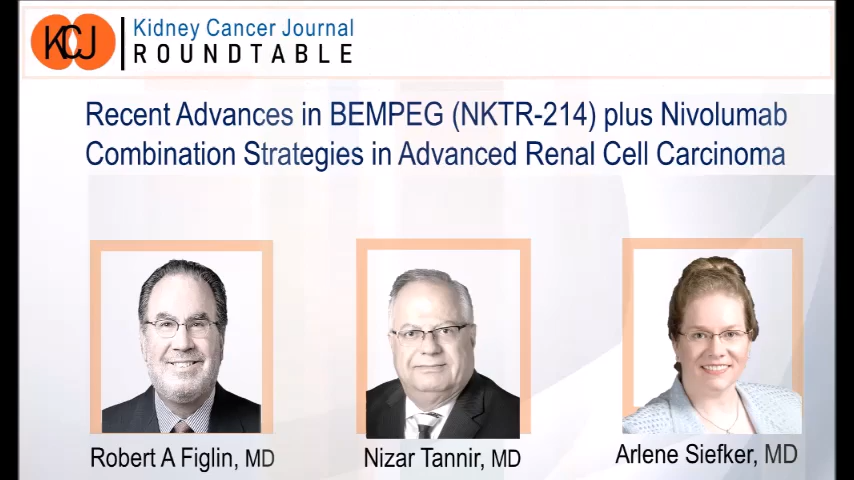 KCJ
Kidney Cancer Journal
ROUNDTABLE
Recent Advances in BEMPEG (NKTR-214) plus Nivolumab
Combination Strategies in Advanced Renal Cell Carcinoma
Robert A Figlin, MD
Nizar Tannir, MD
Arlene Siefker, MD